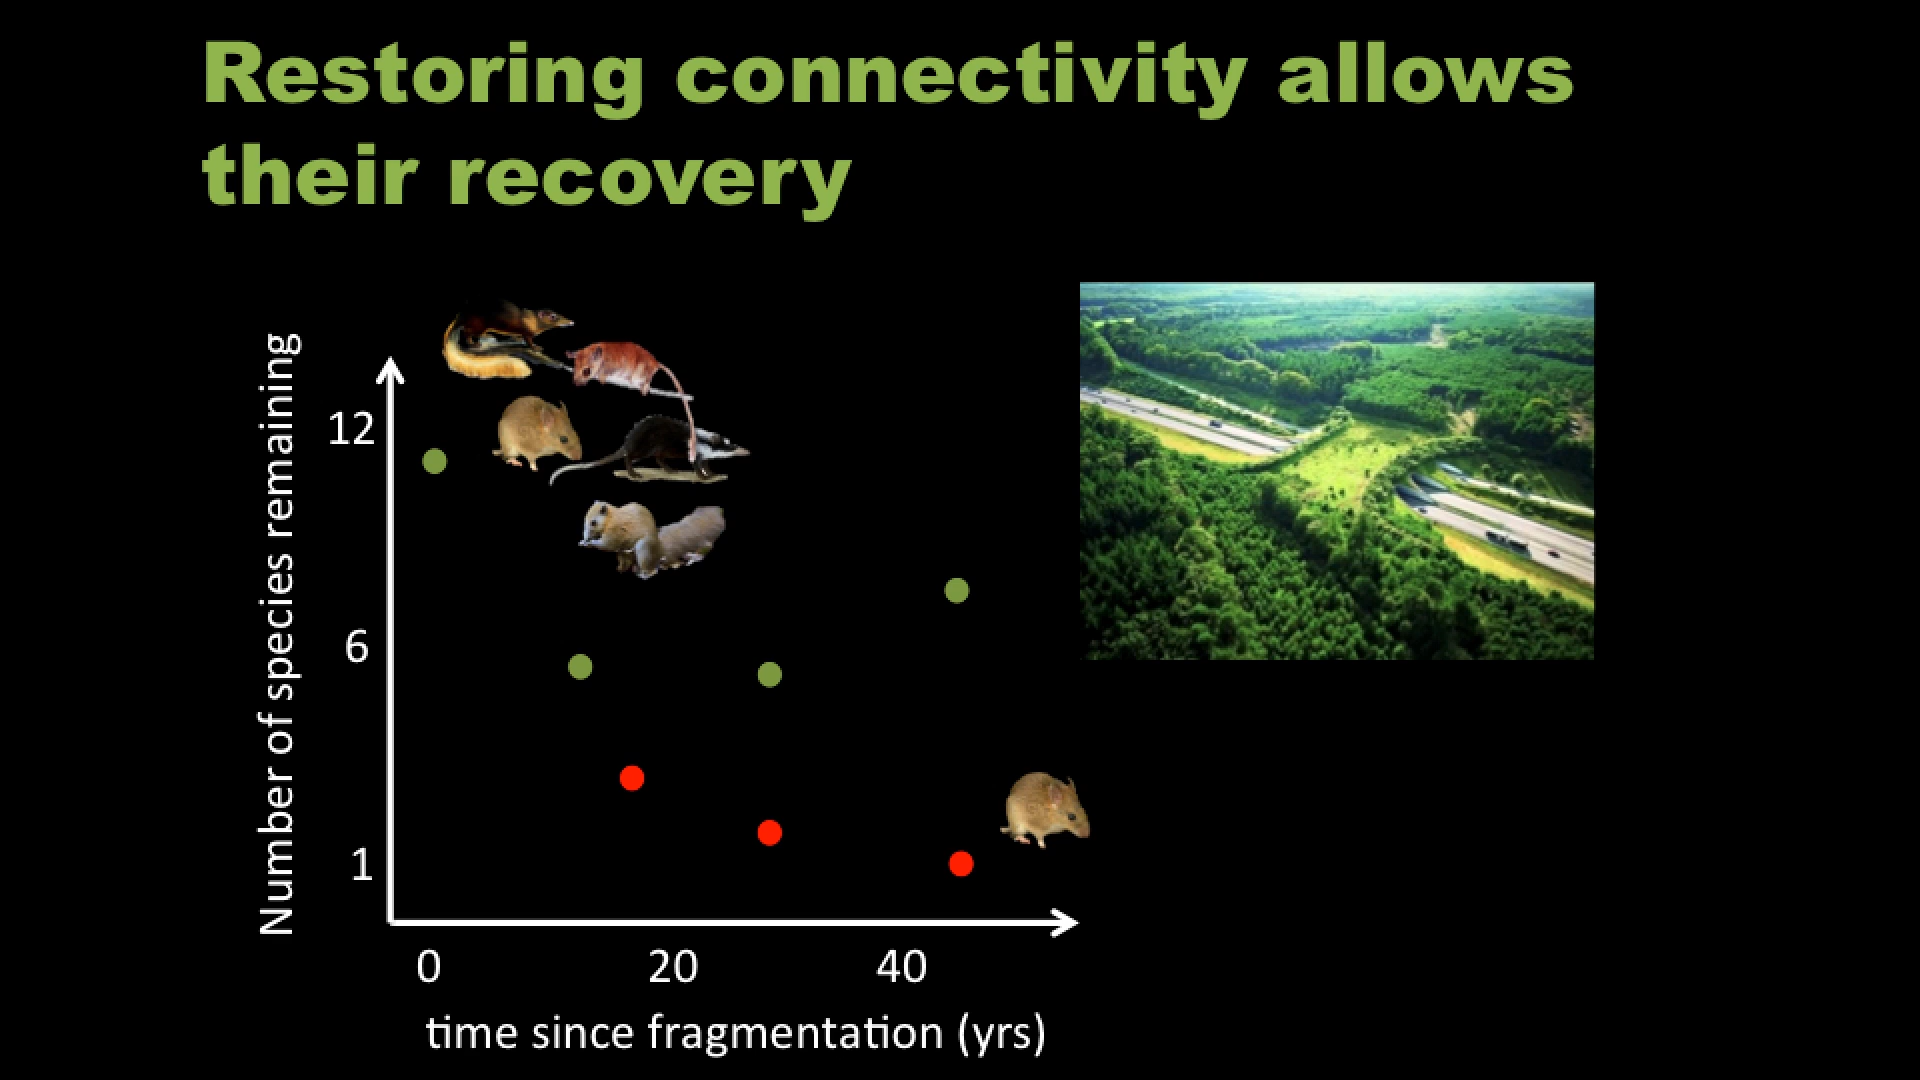 Restoring connectivity allows
their recovery
Number of species remaining
12
6
1
0 20 40
time since fragmentation (yrs)